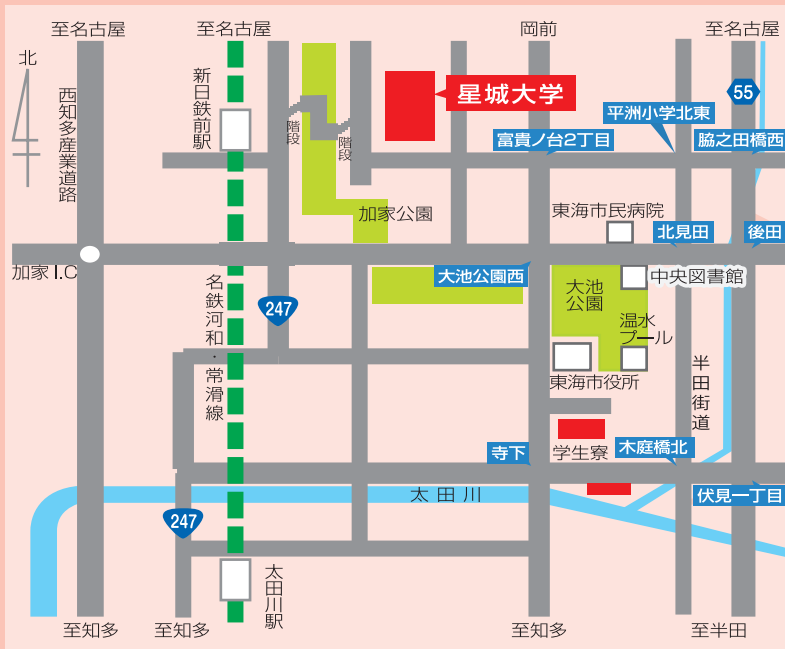 至名古屋
至名古屋
岡前
至名古屋
北
西知多産業道路
新日鉄前駅
階段
階段
星城大学
55
平洲小学北東
富貴ノ台2丁目
脇之田橋西
加家公園
東海市民病院
北見田
後田
加家I.C
大池公園西
大池
公園
中央図書館
名鉄河和・常滑線
247
温水
プール
東海市役所
半田街道
寺下
学生寮
木庭橋北
太田川
伏見一丁目
247
太田川駅
至知多
至知多
至知多
至半田